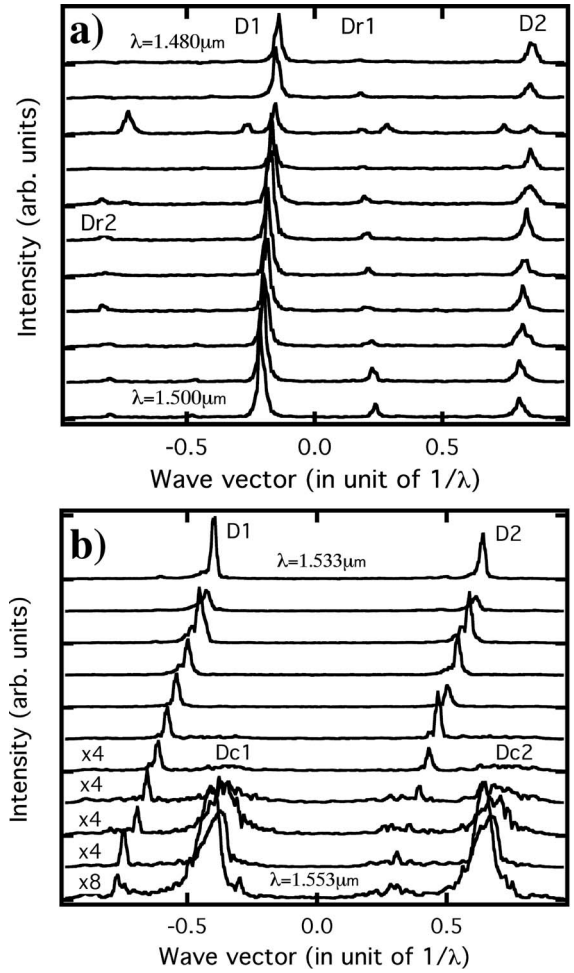 a)
D1
Dr1
D2
λ=1.480μm
Dr2
λ=1.500μm
Intensity (arb. units)
-0.5
0.0
0.5
Wave vector (in unit of 1/λ)
b)
D1
D2
λ=1.533μm
Dc1
Dc2
x4
x4
x4
x4
x8
λ=1.553μm
Intensity (arb. units)
-0.5
0.0
0.5
Wave vector (in unit of 1/λ)